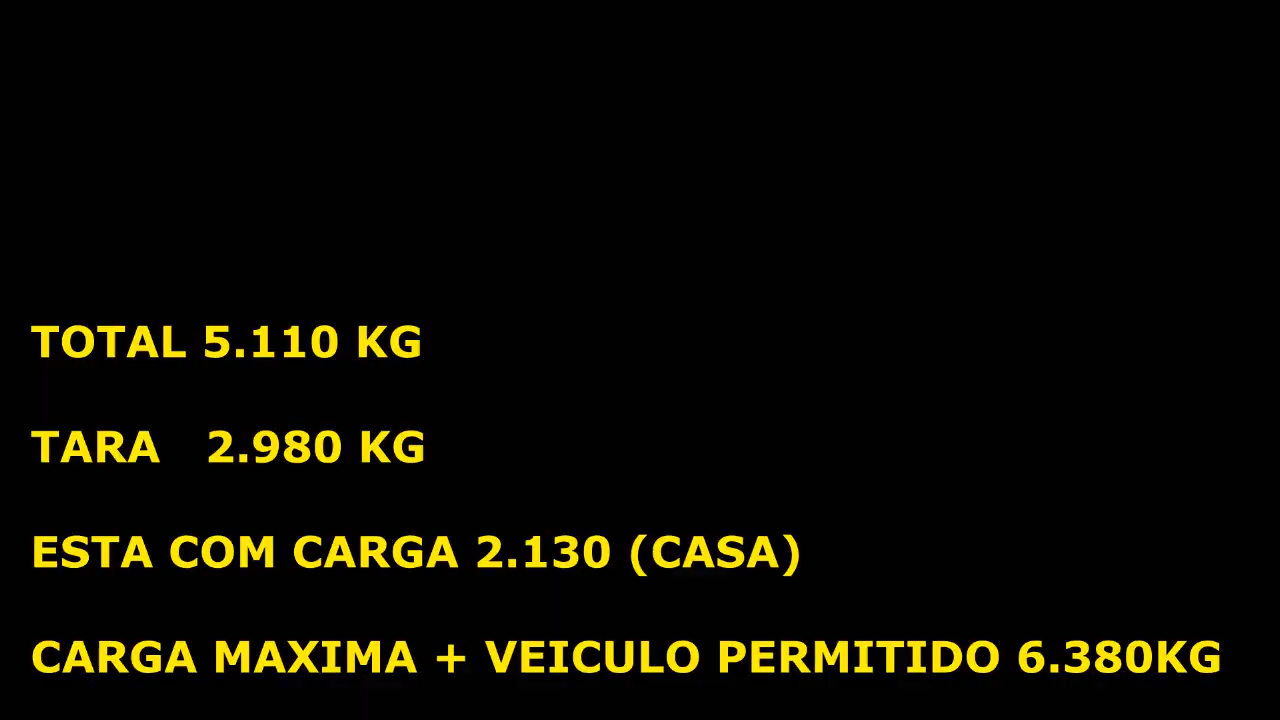 TOTAL 5.110 KG
TARA   2.980 KG
ESTA COM CARGA 2.130 (CASA)
CARGA MAXIMA + VEICULO PERMITIDO 6.380KG